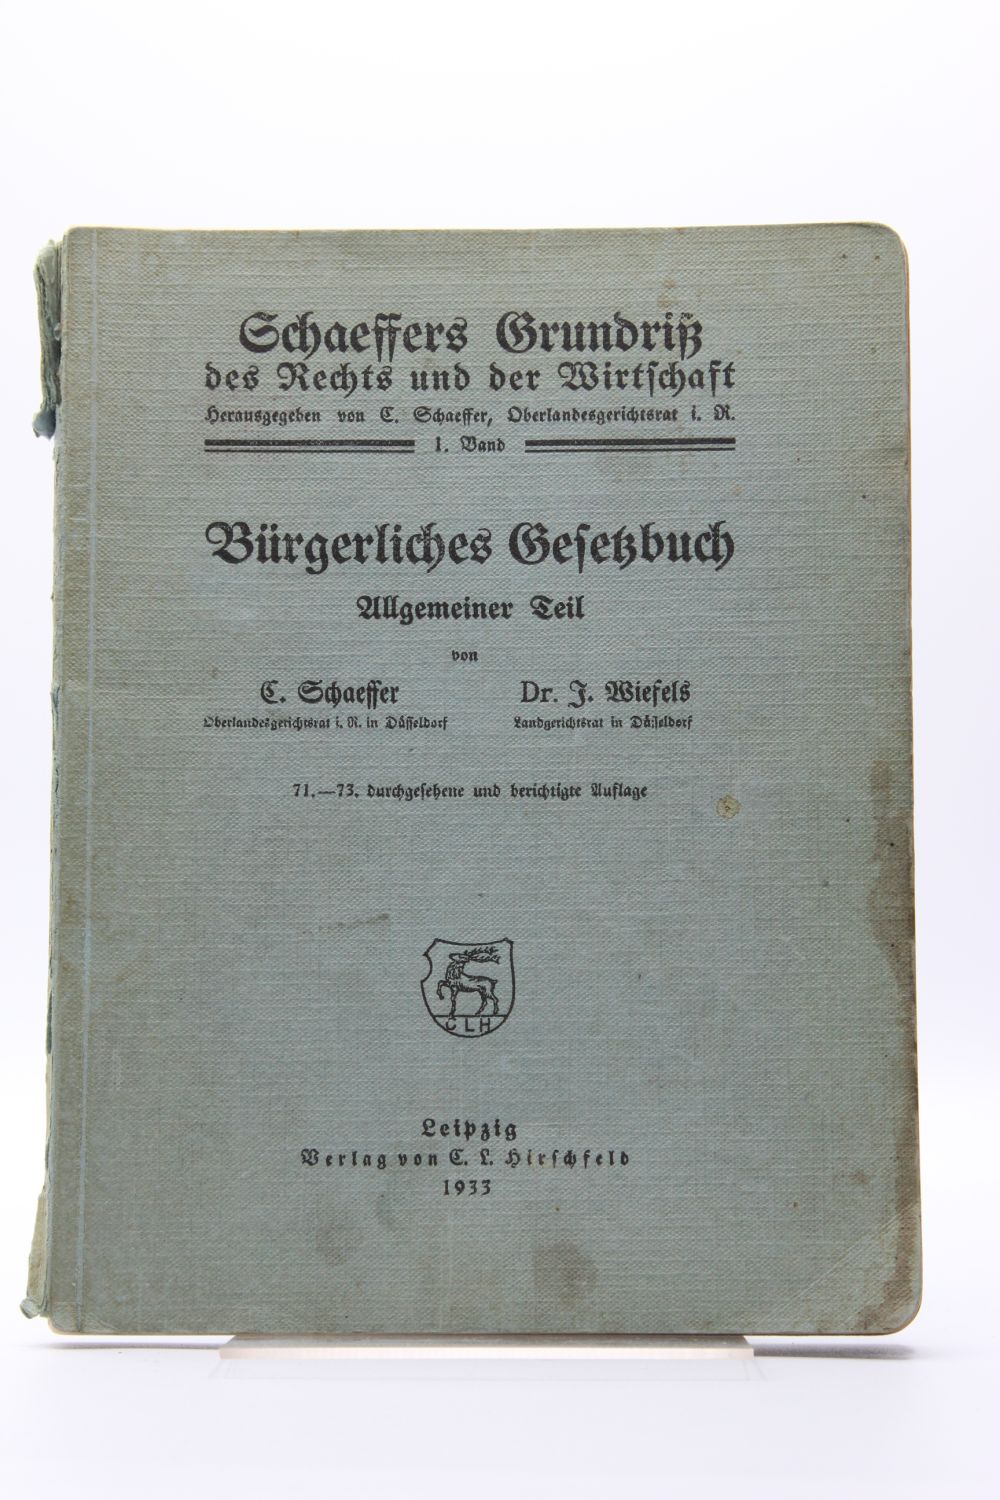 Schaeffers Grundriß
des Rechts und der Wirtschaft
Herausgegeben von C. Schaeffer, Oberlandesgerichtsrat i. R.
1. Band
Bürgerliches Gesetzbuch
Allgemeiner Teil
von
C. Schaeffer
Oberlandesgerichtsrat i. R. in Düsseldorf
Dr. J. Wiefels
Landgerichtsrat in Düsseldorf
71.—73. durchgesehene und berichtigte Auflage
CLH
Leipzig
Verlag von C. L. Hirschfeld
1933